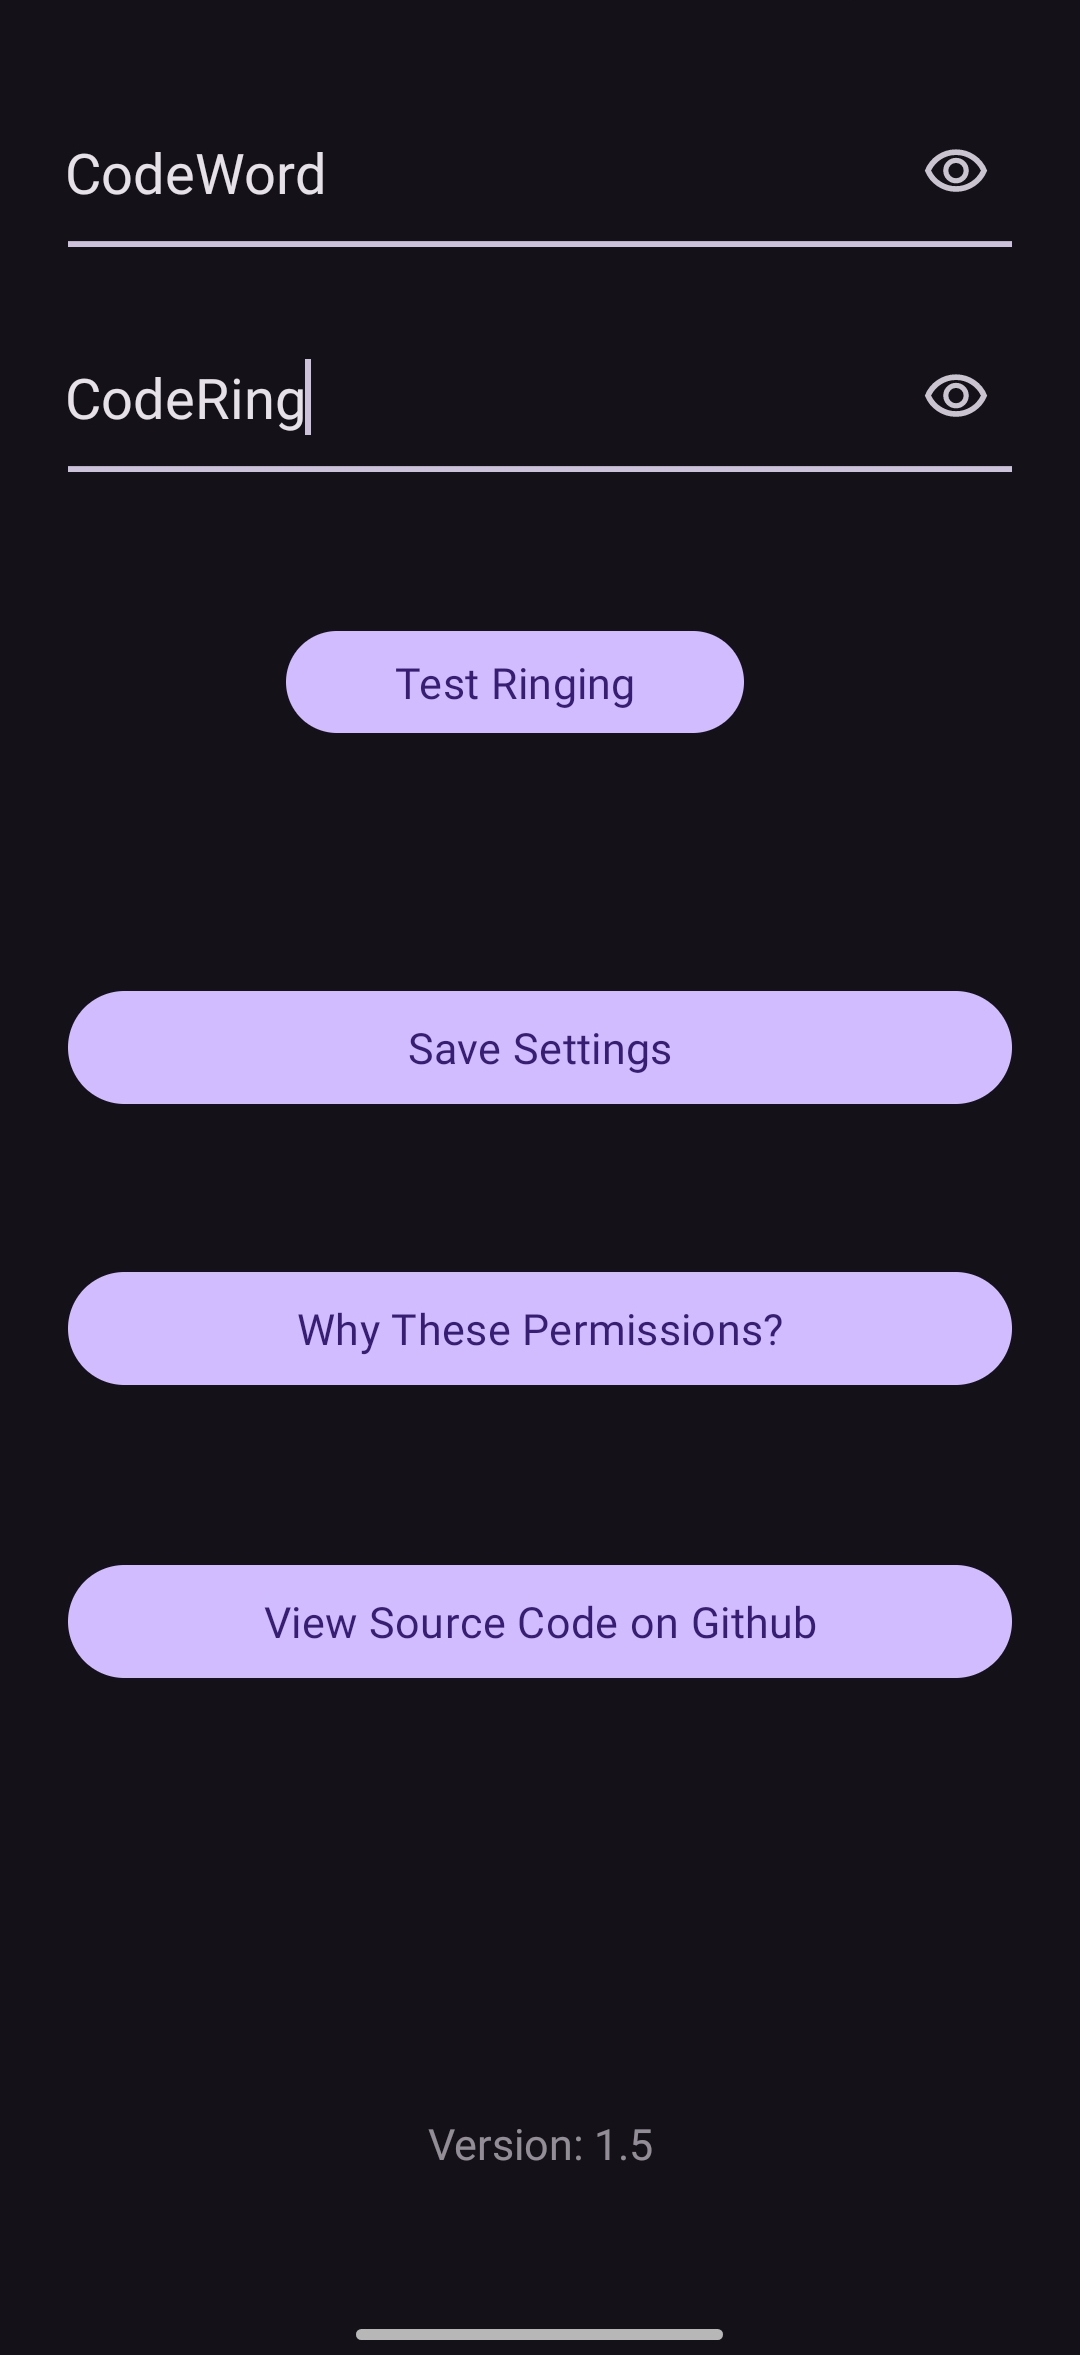 CodeWord
CodeRing
Test Ringing
Save Settings
Why These Permissions?
View Source Code on Github
Version: 1.5